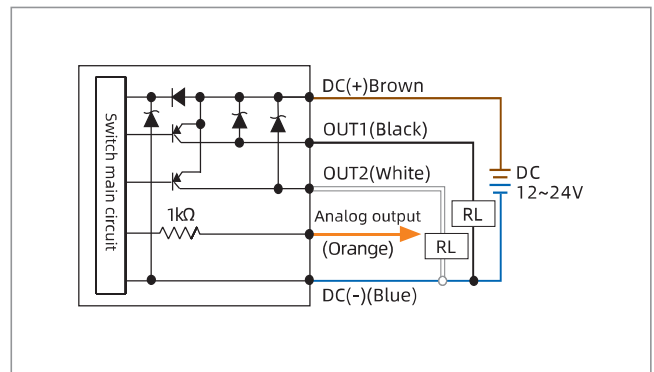 DC(+)Brown
OUT1(Black)
OUT2(White)
DC
12~24V
RL
1kΩ
Analog output
RL
(Orange)
Switch main circuit
DC(-)(Blue)